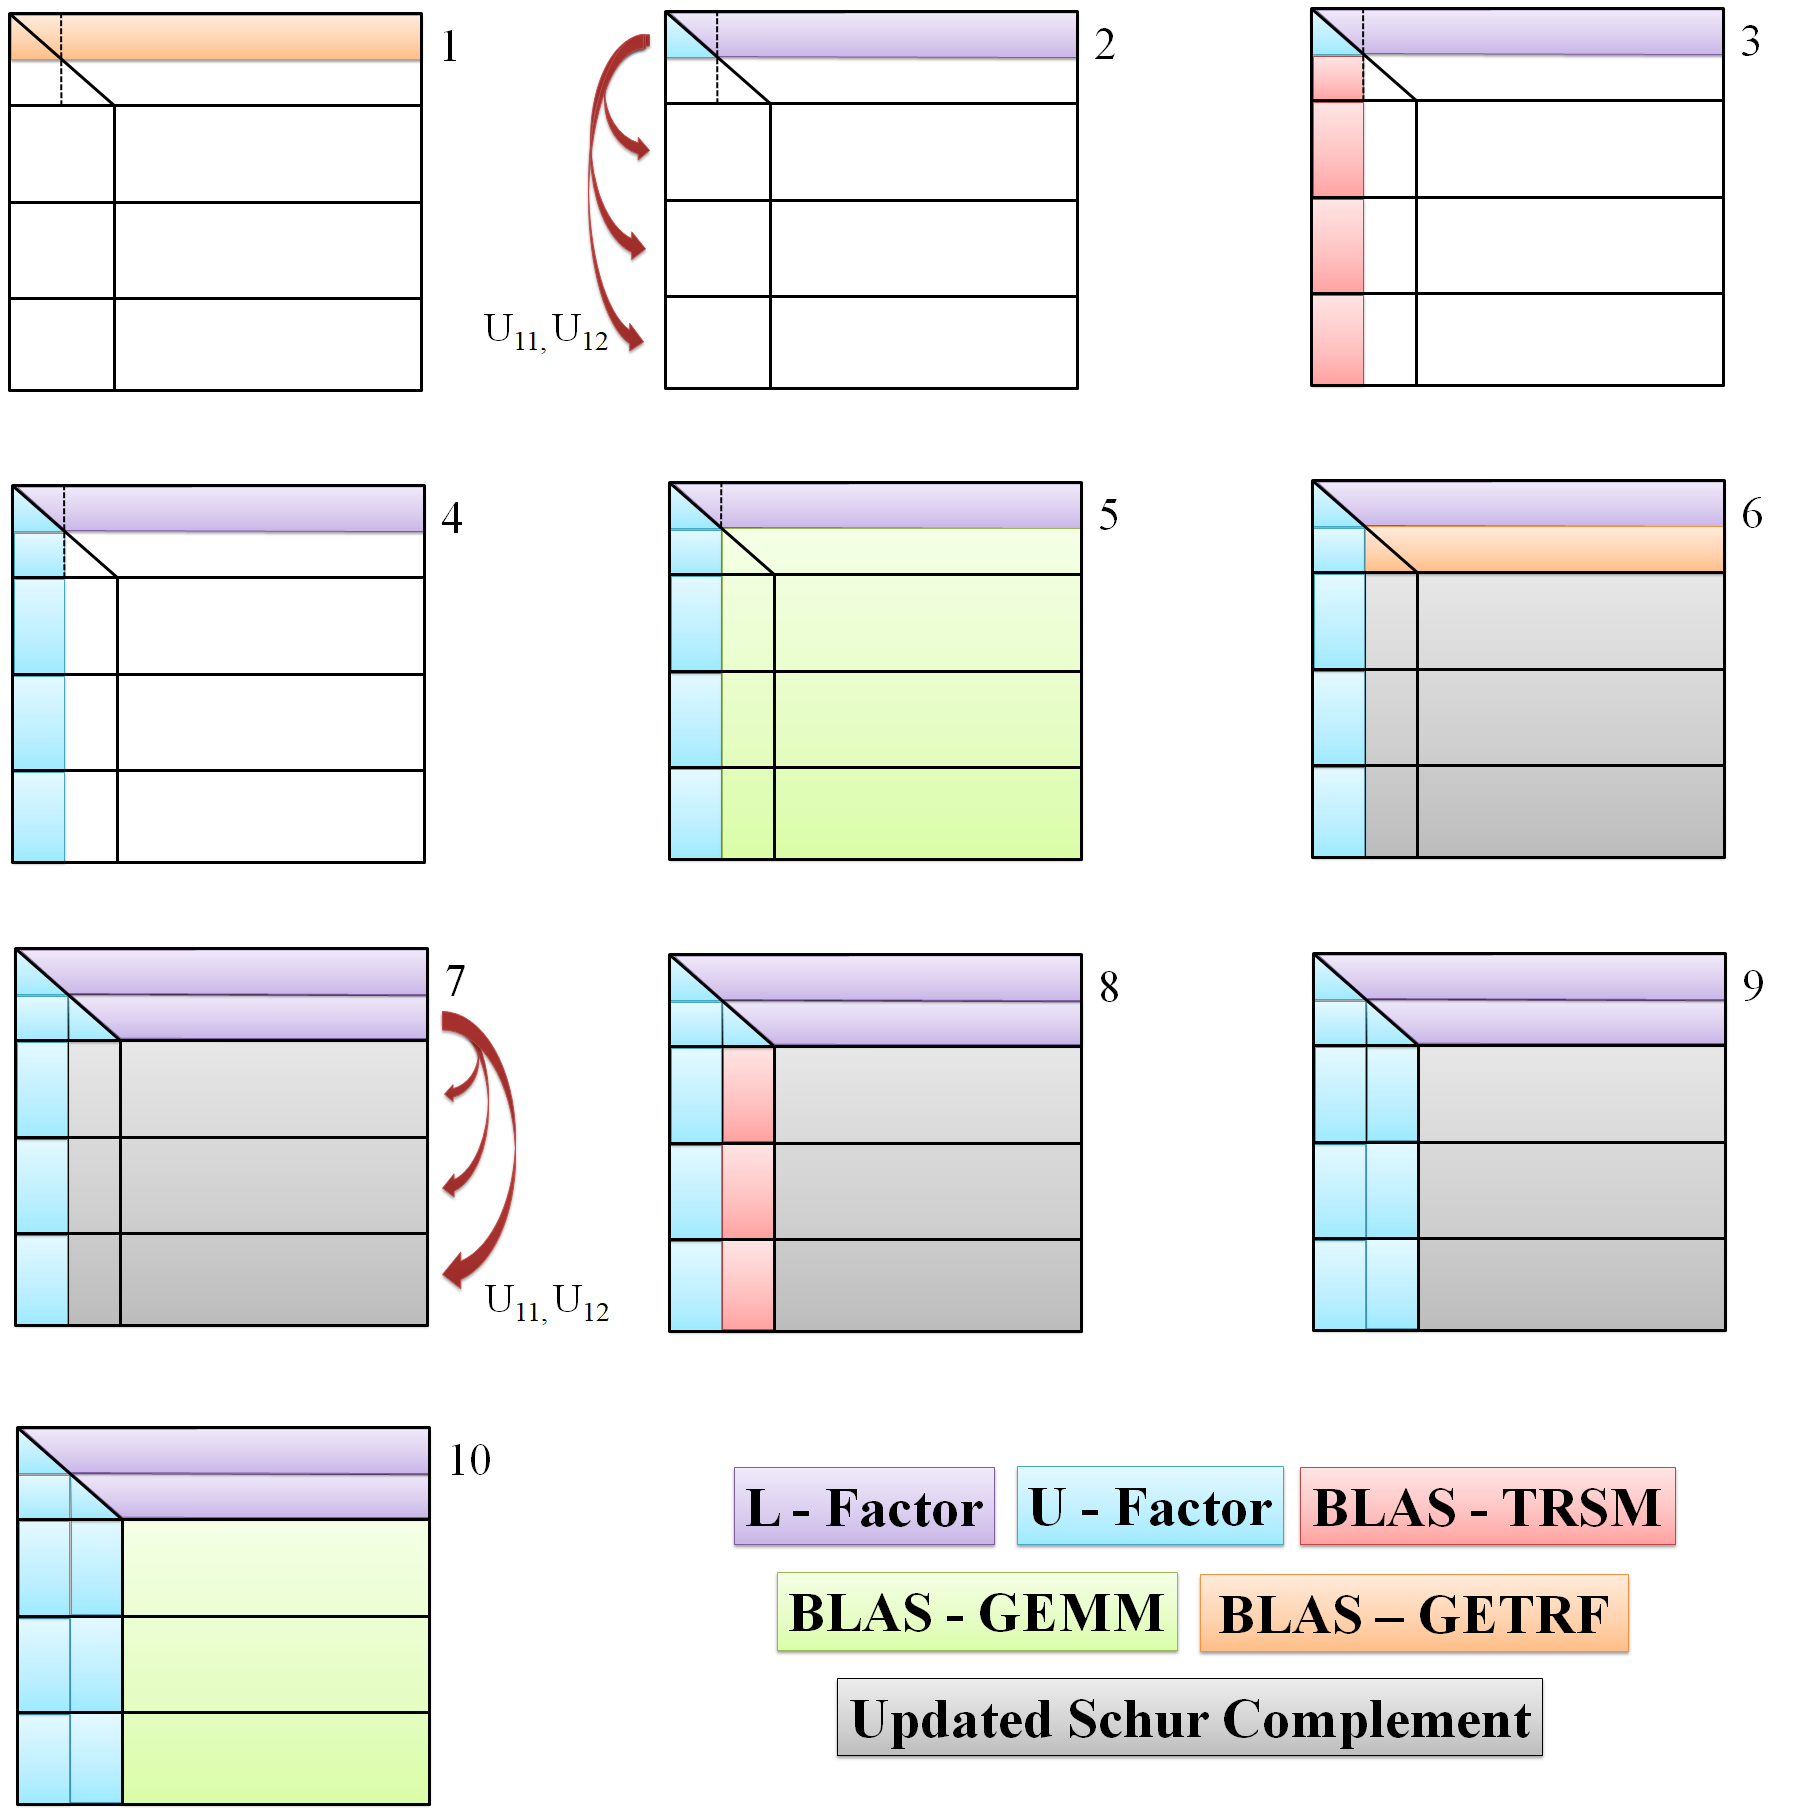 1
2
3
U11, U12
4
5
6
7
8
9
U11, U12
10
L - Factor
U - Factor
BLAS - TRSM
BLAS - GEMM
BLAS – GETRF
Updated Schur Complement